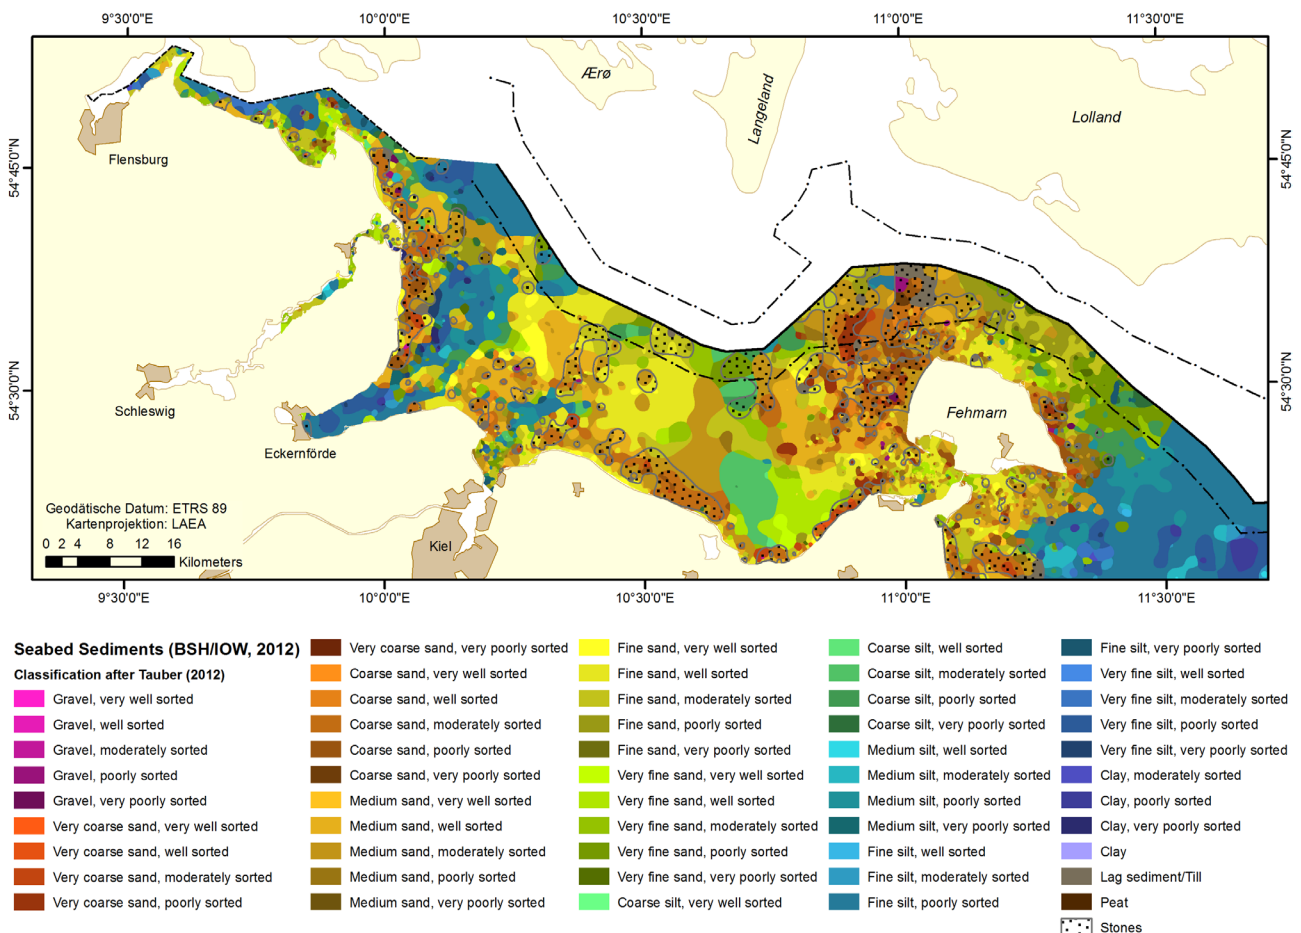 9°30'0"E 10°0'0"E 10°30'0"E 11°0'0"E 11°30'0"E
Ærø
Langeland
Lolland
Flensburg
54°45'0"N
54°45'0"N
54°30'0"N
54°30'0"N
Schleswig
Fehmarn
Eckernförde
Geodätische Datum: ETRS 89
Kartenprojektion: LAEA
0 2 4 8 12 16
Kilometers
Kiel
9°30'0"E 10°0'0"E 10°30'0"E 11°0'0"E 11°30'0"E
Seabed Sediments (BSH/IOW, 2012)
Classification after Tauber (2012)
Gravel, very well sorted
Gravel, well sorted
Gravel, moderately sorted
Gravel, poorly sorted
Gravel, very poorly sorted
Very coarse sand, very well sorted
Very coarse sand, well sorted
Very coarse sand, moderately sorted
Very coarse sand, poorly sorted
Very coarse sand, very poorly sorted
Coarse sand, very well sorted
Coarse sand, well sorted
Coarse sand, moderately sorted
Coarse sand, poorly sorted
Coarse sand, very poorly sorted
Medium sand, very well sorted
Medium sand, well sorted
Medium sand, moderately sorted
Medium sand, poorly sorted
Medium sand, very poorly sorted
Fine sand, very well sorted
Fine sand, well sorted
Fine sand, moderately sorted
Fine sand, poorly sorted
Fine sand, very poorly sorted
Very fine sand, very well sorted
Very fine sand, well sorted
Very fine sand, moderately sorted
Very fine sand, poorly sorted
Very fine sand, very poorly sorted
Coarse silt, very well sorted
Coarse silt, well sorted
Coarse silt, moderately sorted
Coarse silt, poorly sorted
Coarse silt, very poorly sorted
Medium silt, well sorted
Medium silt, moderately sorted
Medium silt, poorly sorted
Medium silt, very poorly sorted
Fine silt, well sorted
Fine silt, moderately sorted
Fine silt, poorly sorted
Fine silt, very poorly sorted
Very fine silt, well sorted
Very fine silt, moderately sorted
Very fine silt, poorly sorted
Very fine silt, very poorly sorted
Clay, moderately sorted
Clay, poorly sorted
Clay, very poorly sorted
Clay
Lag sediment/Till
Peat
Stones